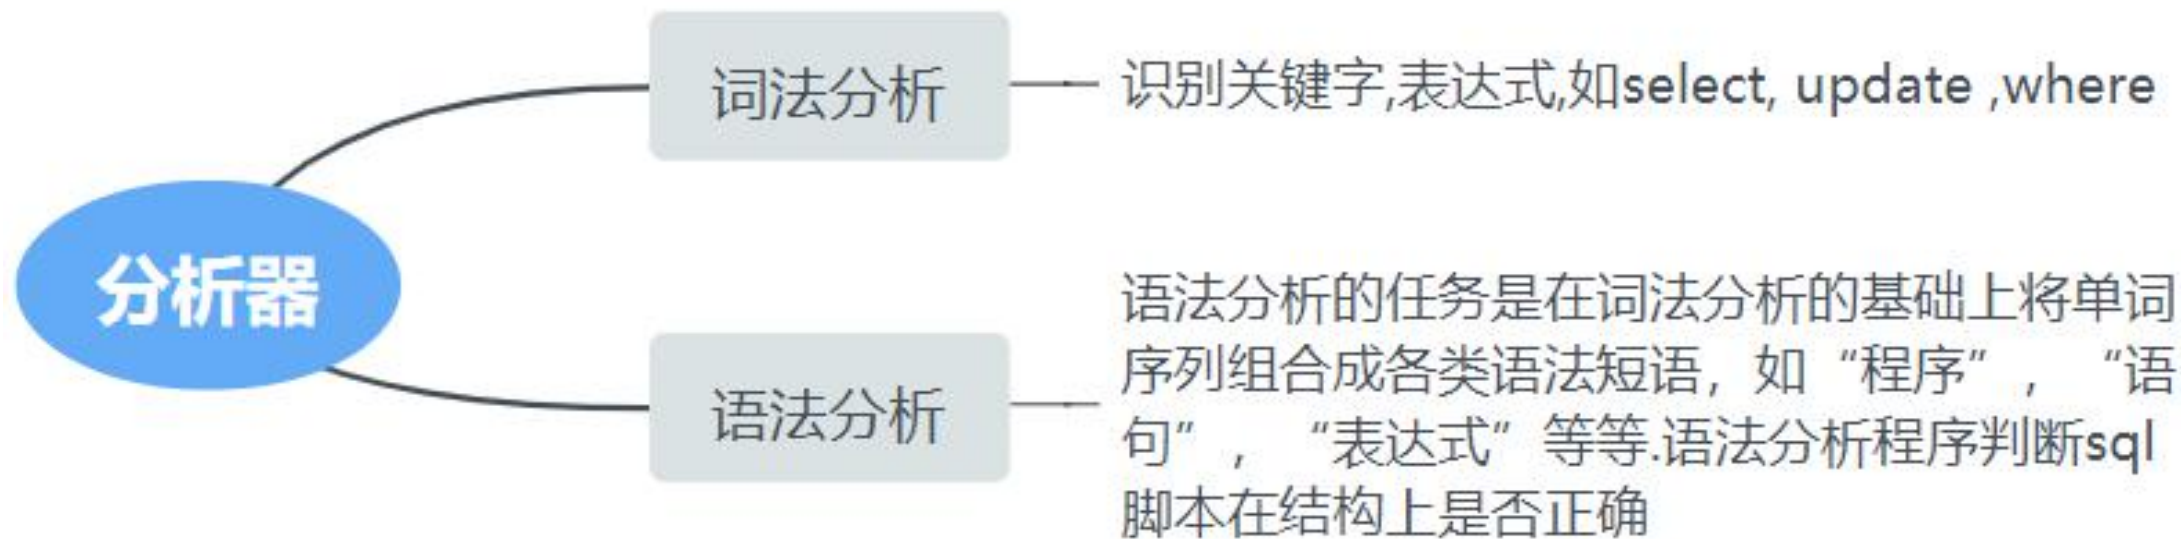 词法分析
识别关键字,表达式,如select, update ,where
分析器
语法分析
语法分析的任务是在词法分析的基础上将单词
序列组合成各类语法短语，如“程序”，“语
句”，“表达式”等等.语法分析程序判断sql
脚本在结构上是否正确